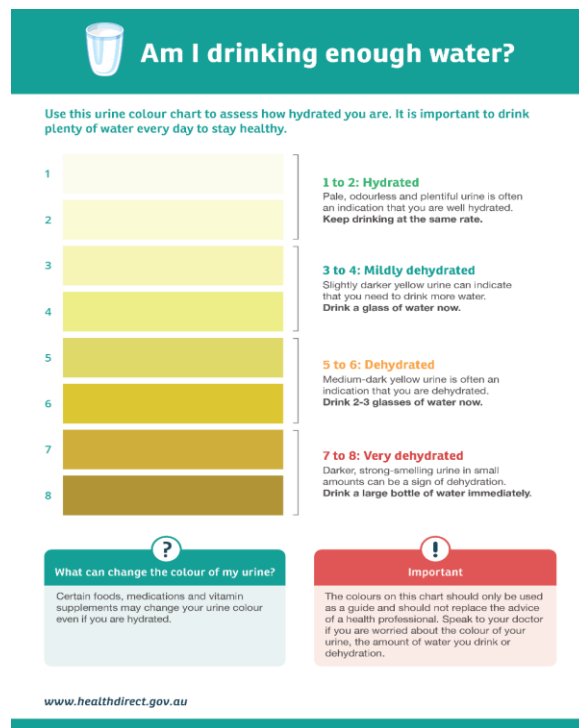 Am I drinking enough water?
Use this urine colour chart to assess how hydrated you are. It is important to drink
plenty of water every day to stay healthy.
1
2
1 to 2: Hydrated
Pale, odourless and plentiful urine is often
an indication that you are well hydrated.
Keep drinking at the same rate.
3
4
3 to 4: Mildly dehydrated
Slightly darker yellow urine can indicate
that you need to drink more water.
Drink a glass of water now.
5
6
5 to 6: Dehydrated
Medium-dark yellow urine is often an
indication that you are dehydrated.
Drink 2-3 glasses of water now.
7
8
7 to 8: Very dehydrated
Darker, strong-smelling urine in small
amounts can be a sign of dehydration.
Drink a large bottle of water immediately.
?
What can change the colour of my urine?
Certain foods, medications and vitamin
supplements may change your urine colour
even if you are hydrated.
!
Important
The colours on this chart should only be used
as a guide and should not replace the advice
of a health professional. Speak to your doctor
if you are worried about the colour of your
urine, the amount of water you drink or
dehydration.
www.healthdirect.gov.au